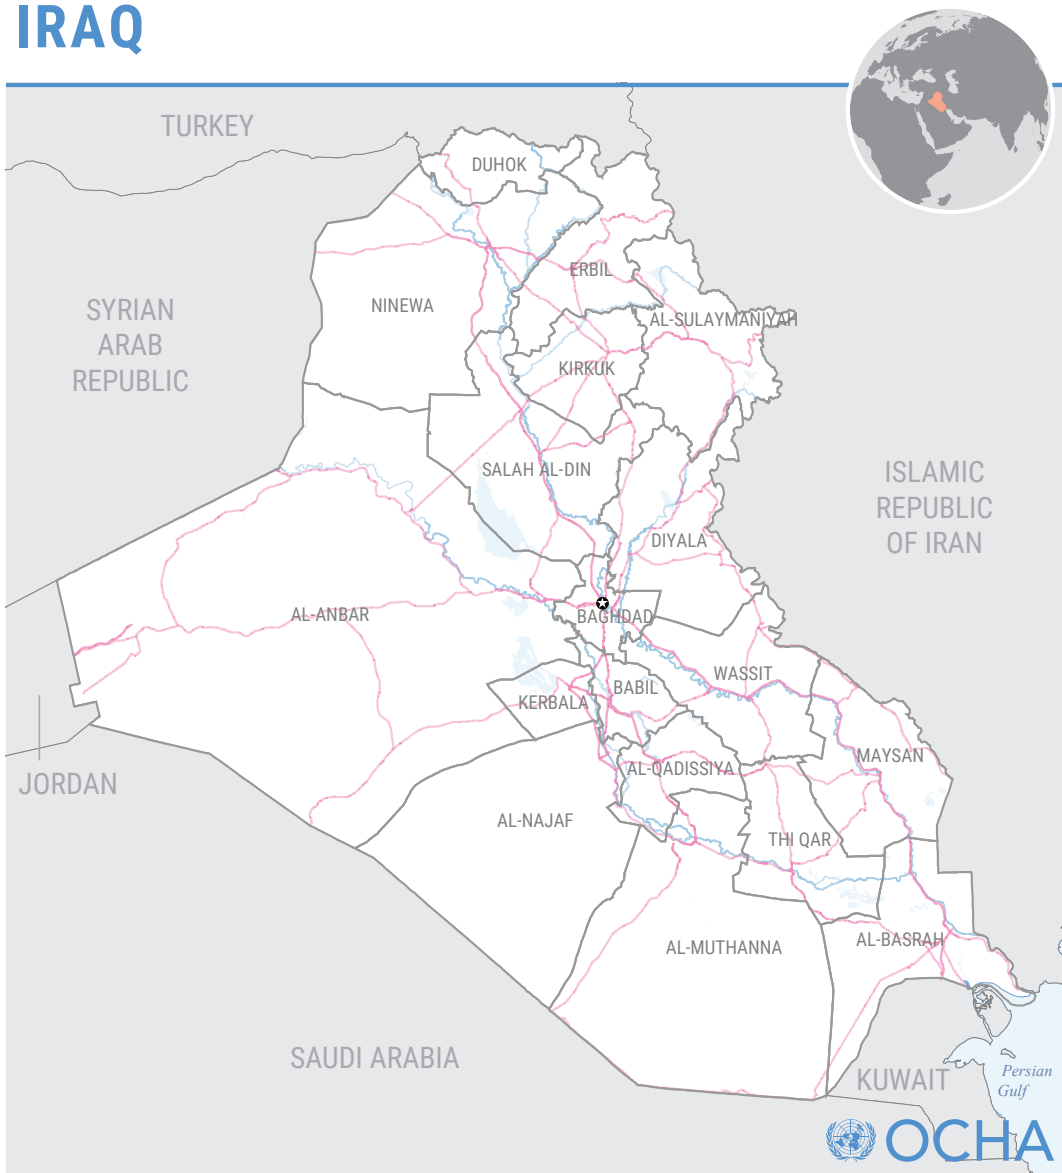 IRAQ
TURKEY
DUHOK
ERBIL
NINEWA
SYRIAN
ARAB
REPUBLIC
AL-SULAYMANIYAH
KIRKUK
SALAH AL-DIN
ISLAMIC
REPUBLIC
OF IRAN
DIYALA
AL-ANBAR
BAGHDAD
WASSIT
BABIL
KERBALA
MAYSAN
AL-QADISSIYA
JORDAN
AL-NAJAF
THI QAR
AL-MUTHANNA
AL-BASRAH
SAUDI ARABIA
KUWAIT
Persian
Gulf
OCHA